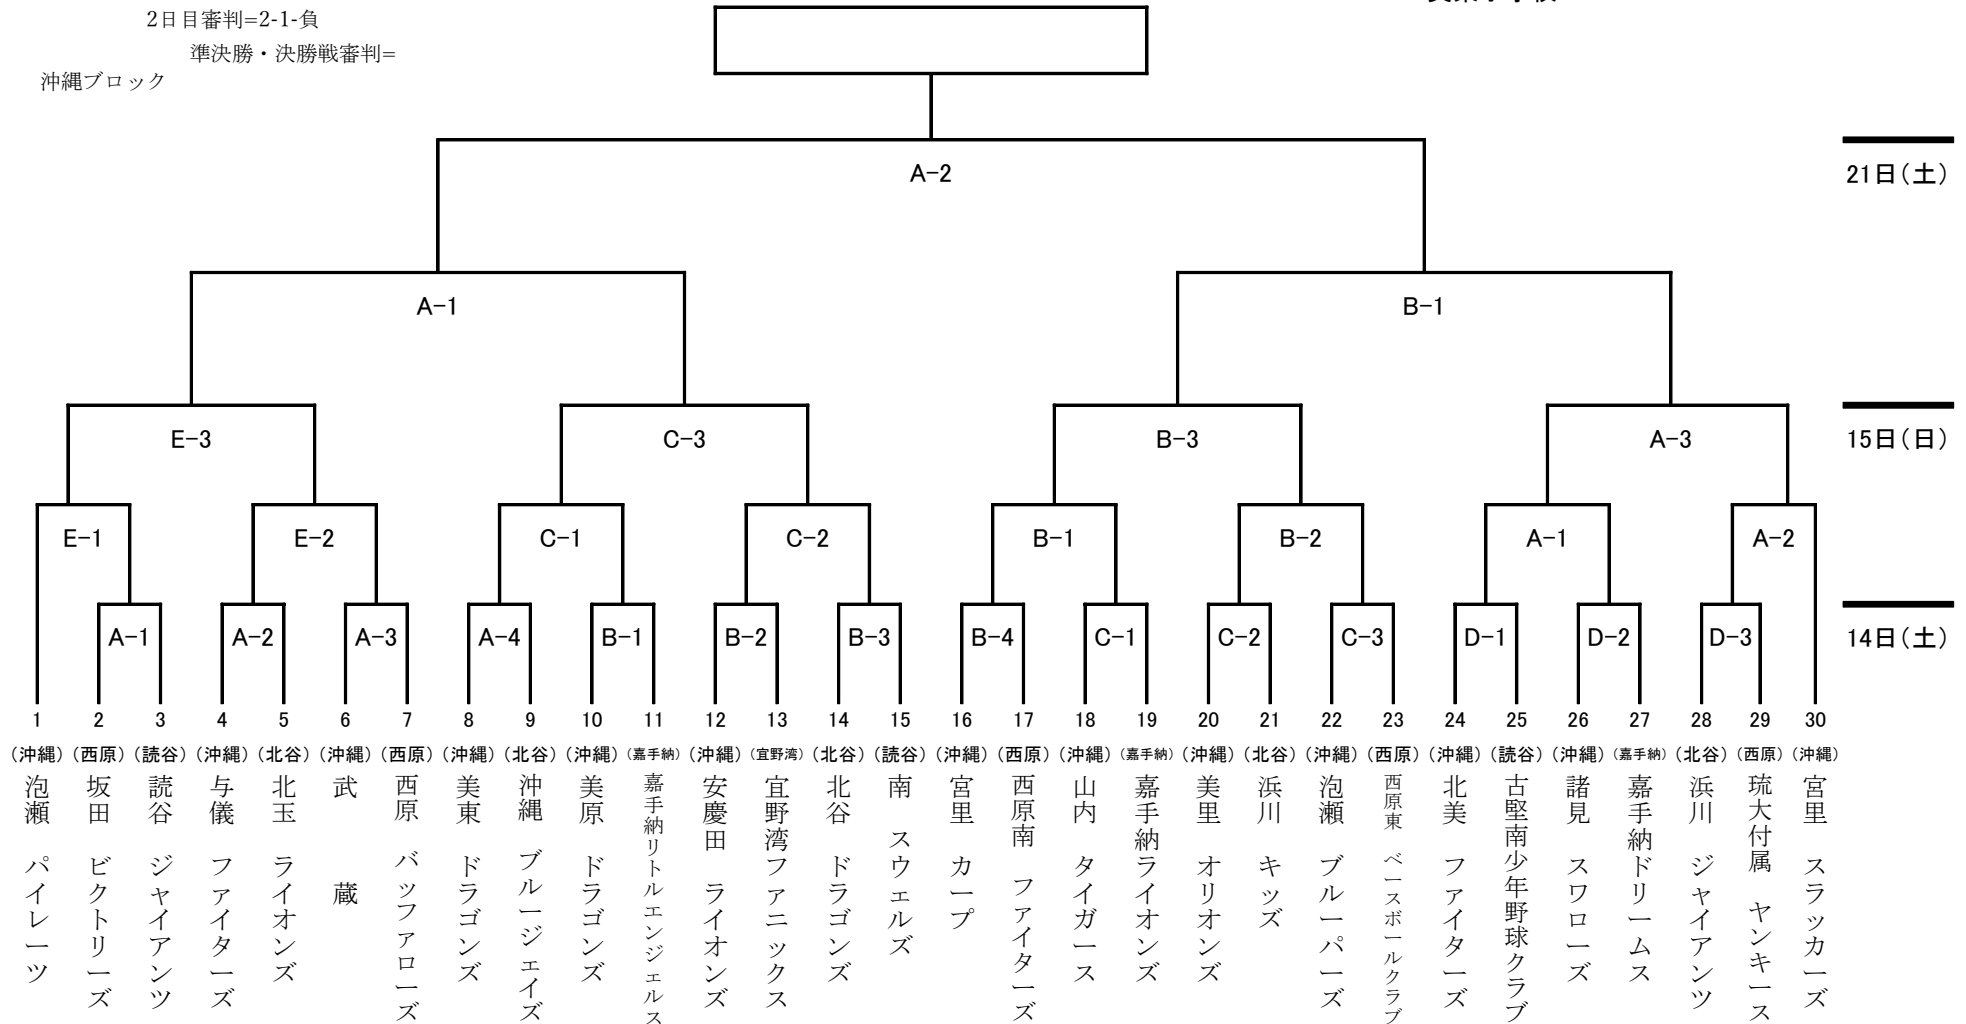 2日目審判=2-1-負
準決勝・決勝戦審判=
沖縄ブロック
A-2
21日(土)
A-1
B-1
E-3
C-3
B-3
A-3
15日(日)
E-1
E-2
C-1
C-2
B-1
B-2
A-1
A-2
A-1
A-2
A-3
A-4
B-1
B-2
B-3
B-4
C-1
C-2
C-3
D-1
D-2
D-3
14日(土)
1 2 3 4 5 6 7 8 9 10 11 12 13 14 15 16 17 18 19 20 21 22 23 24 25 26 27 28 29 30
(沖縄) (西原) (読谷) (沖縄) (北谷) (沖縄) (西原) (沖縄) (北谷) (沖縄) (嘉手納) (沖縄) (宜野湾) (北谷) (読谷) (沖縄) (西原) (沖縄) (嘉手納) (沖縄) (北谷) (沖縄) (西原) (沖縄) (読谷) (沖縄) (嘉手納) (北谷) (西原) (沖縄)
泡瀬 パイレーツ
坂田 ビクトリーズ
読谷 ジャイアンツ
与儀 ファイターズ
北玉 ライオンズ
武 蔵
西原 バッファローズ
美東 ドラゴンズ
沖縄 ブルージェイズ
美原 ドラゴンズ
嘉手納リトルエンジェルス
安慶田 ライオンズ
宜野湾ファニックス
北谷 ドラゴンズ
南 スウェルズ
宮里 カープ
西原南 ファイターズ
山内 タイガース
嘉手納ライオンズ
美里 オリオンズ
浜川 キッズ
泡瀬 ブルーパーズ
西原東 ベースボールクラブ
北美 ファイターズ
古堅南少年野球クラブ
諸見 スワローズ
嘉手納ドリームス
浜川 ジャイアンツ
琉大付属 ヤンキース
宮里 スラッカーズ